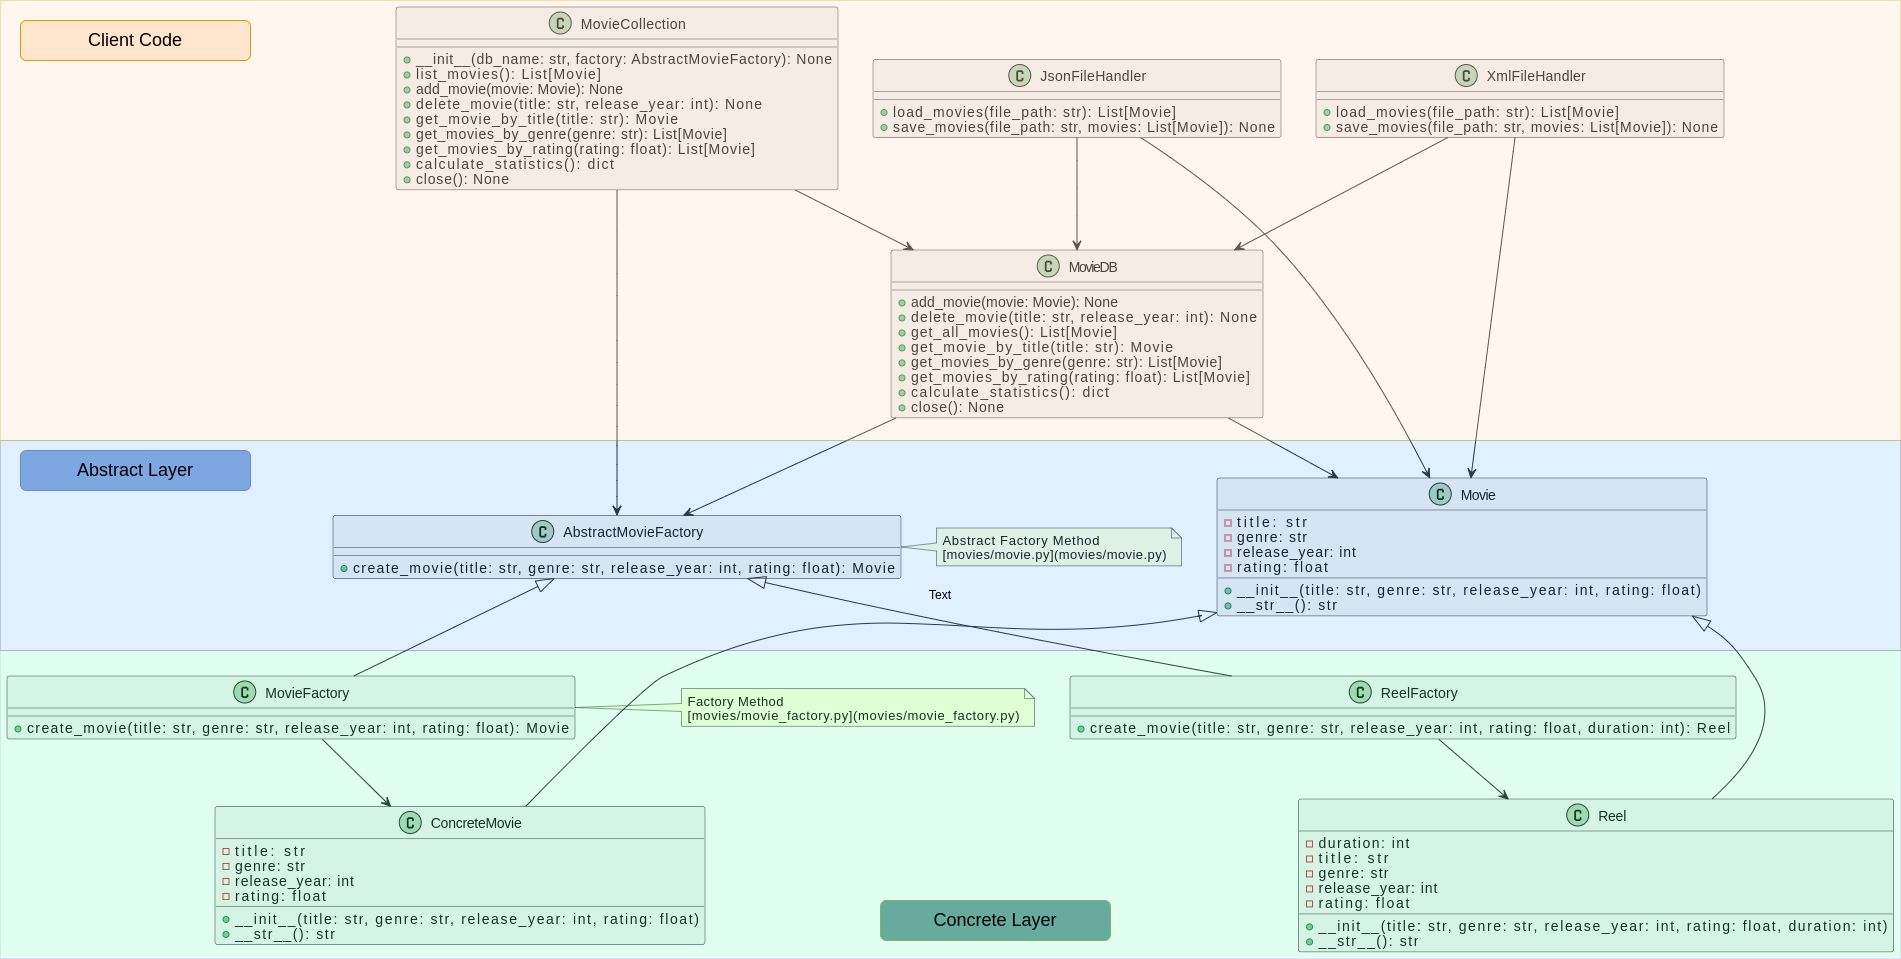 Client Code
C MovieCollection
__init__(db_name: str, factory: AbstractMovieFactory): None
list_movies(): List[Movie]
add_movie(movie: Movie): None
delete_movie(title: str, release_year: int): None
get_movie_by_title(title: str): Movie
get_movies_by_genre(genre: str): List[Movie]
get_movies_by_rating(rating: float): List[Movie]
calculate_statistics(): dict
close(): None
C JsonFileHandler
load_movies(file_path: str): List[Movie]
save_movies(file_path: str, movies: List[Movie]): None
C XmlFileHandler
load_movies(file_path: str): List[Movie]
save_movies(file_path: str, movies: List[Movie]): None
C MovieDB
add_movie(movie: Movie): None
delete_movie(title: str, release_year: int): None
get_all_movies(): List[Movie]
get_movie_by_title(title: str): Movie
get_movies_by_genre(genre: str): List[Movie]
get_movies_by_rating(rating: float): List[Movie]
calculate_statistics(): dict
close(): None
Abstract Layer
C AbstractMovieFactory
create_movie(title: str, genre: str, release_year: int, rating: float): Movie
Abstract Factory Method
[movies/movie.py](movies/movie.py)
C Movie
title: str
genre: str
release_year: int
rating: float
__init__(title: str, genre: str, release_year: int, rating: float)
__str__(): str
Text
C MovieFactory
create_movie(title: str, genre: str, release_year: int, rating: float): Movie
Factory Method
[movies/movie_factory.py](movies/movie_factory.py)
C ReelFactory
create_movie(title: str, genre: str, release_year: int, rating: float, duration: int): Reel
C ConcreteMovie
title: str
genre: str
release_year: int
rating: float
__init__(title: str, genre: str, release_year: int, rating: float)
__str__(): str
Concrete Layer
C Reel
duration: int
title: str
genre: str
release_year: int
rating: float
__init__(title: str, genre: str, release_year: int, rating: float, duration: int)
__str__(): str